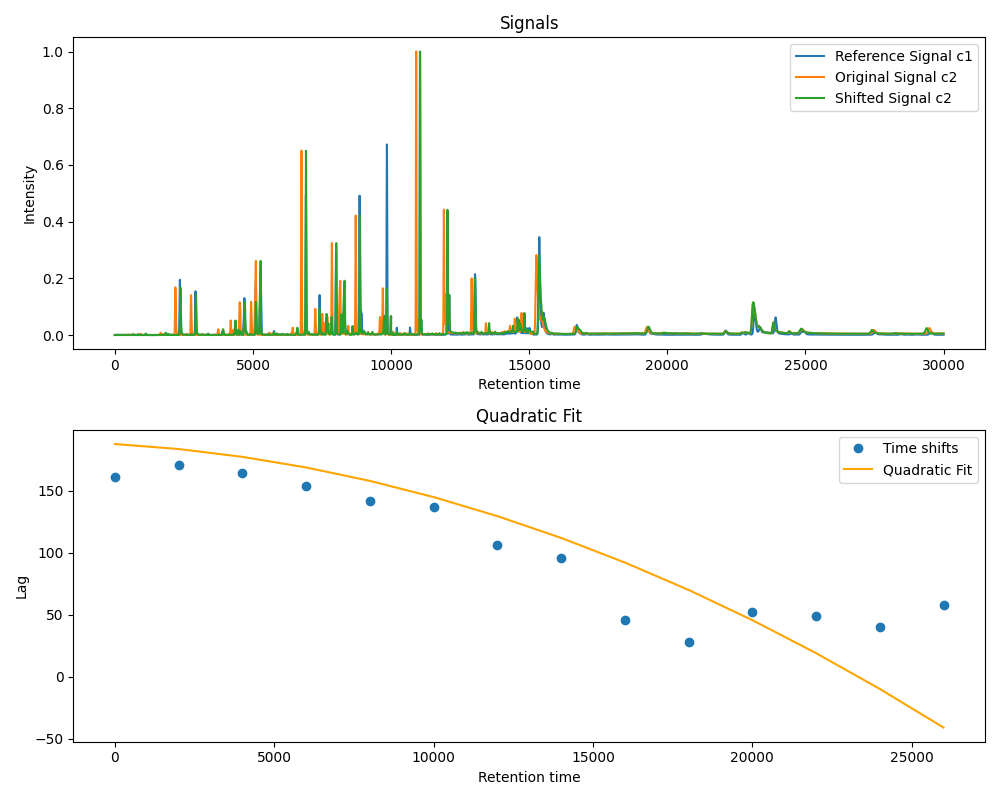 Signals
Reference Signal c1
Original Signal c2
Shifted Signal c2
Intensity
1.0
0.8
0.6
0.4
0.2
0.0
0 5000 10000 15000 20000 25000 30000
Retention time
Quadratic Fit
Time shifts
Quadratic Fit
Lag
150
100
50
0
−50
0 5000 10000 15000 20000 25000
Retention time